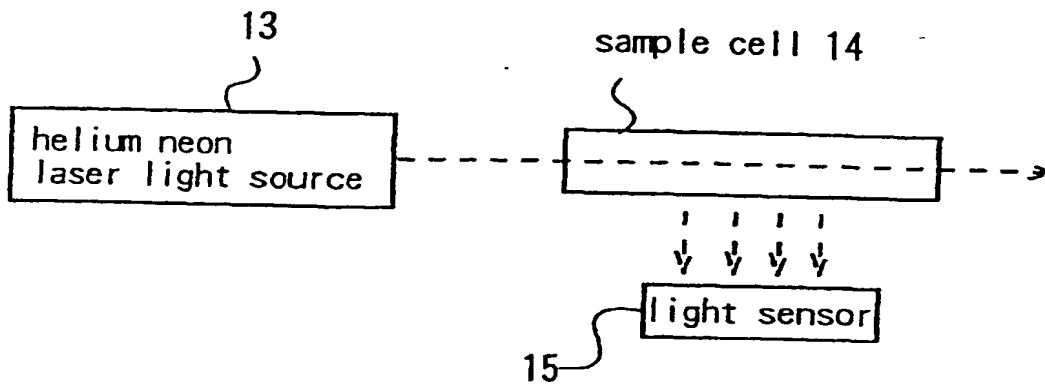 13
sample cell 14
helium neon
laser light source
light sensor
15